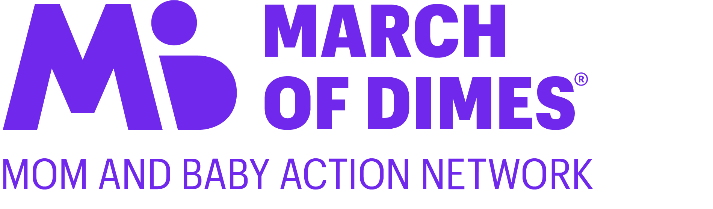 MARCH
OF DIMES®
MOM AND BABY ACTION NETWORK